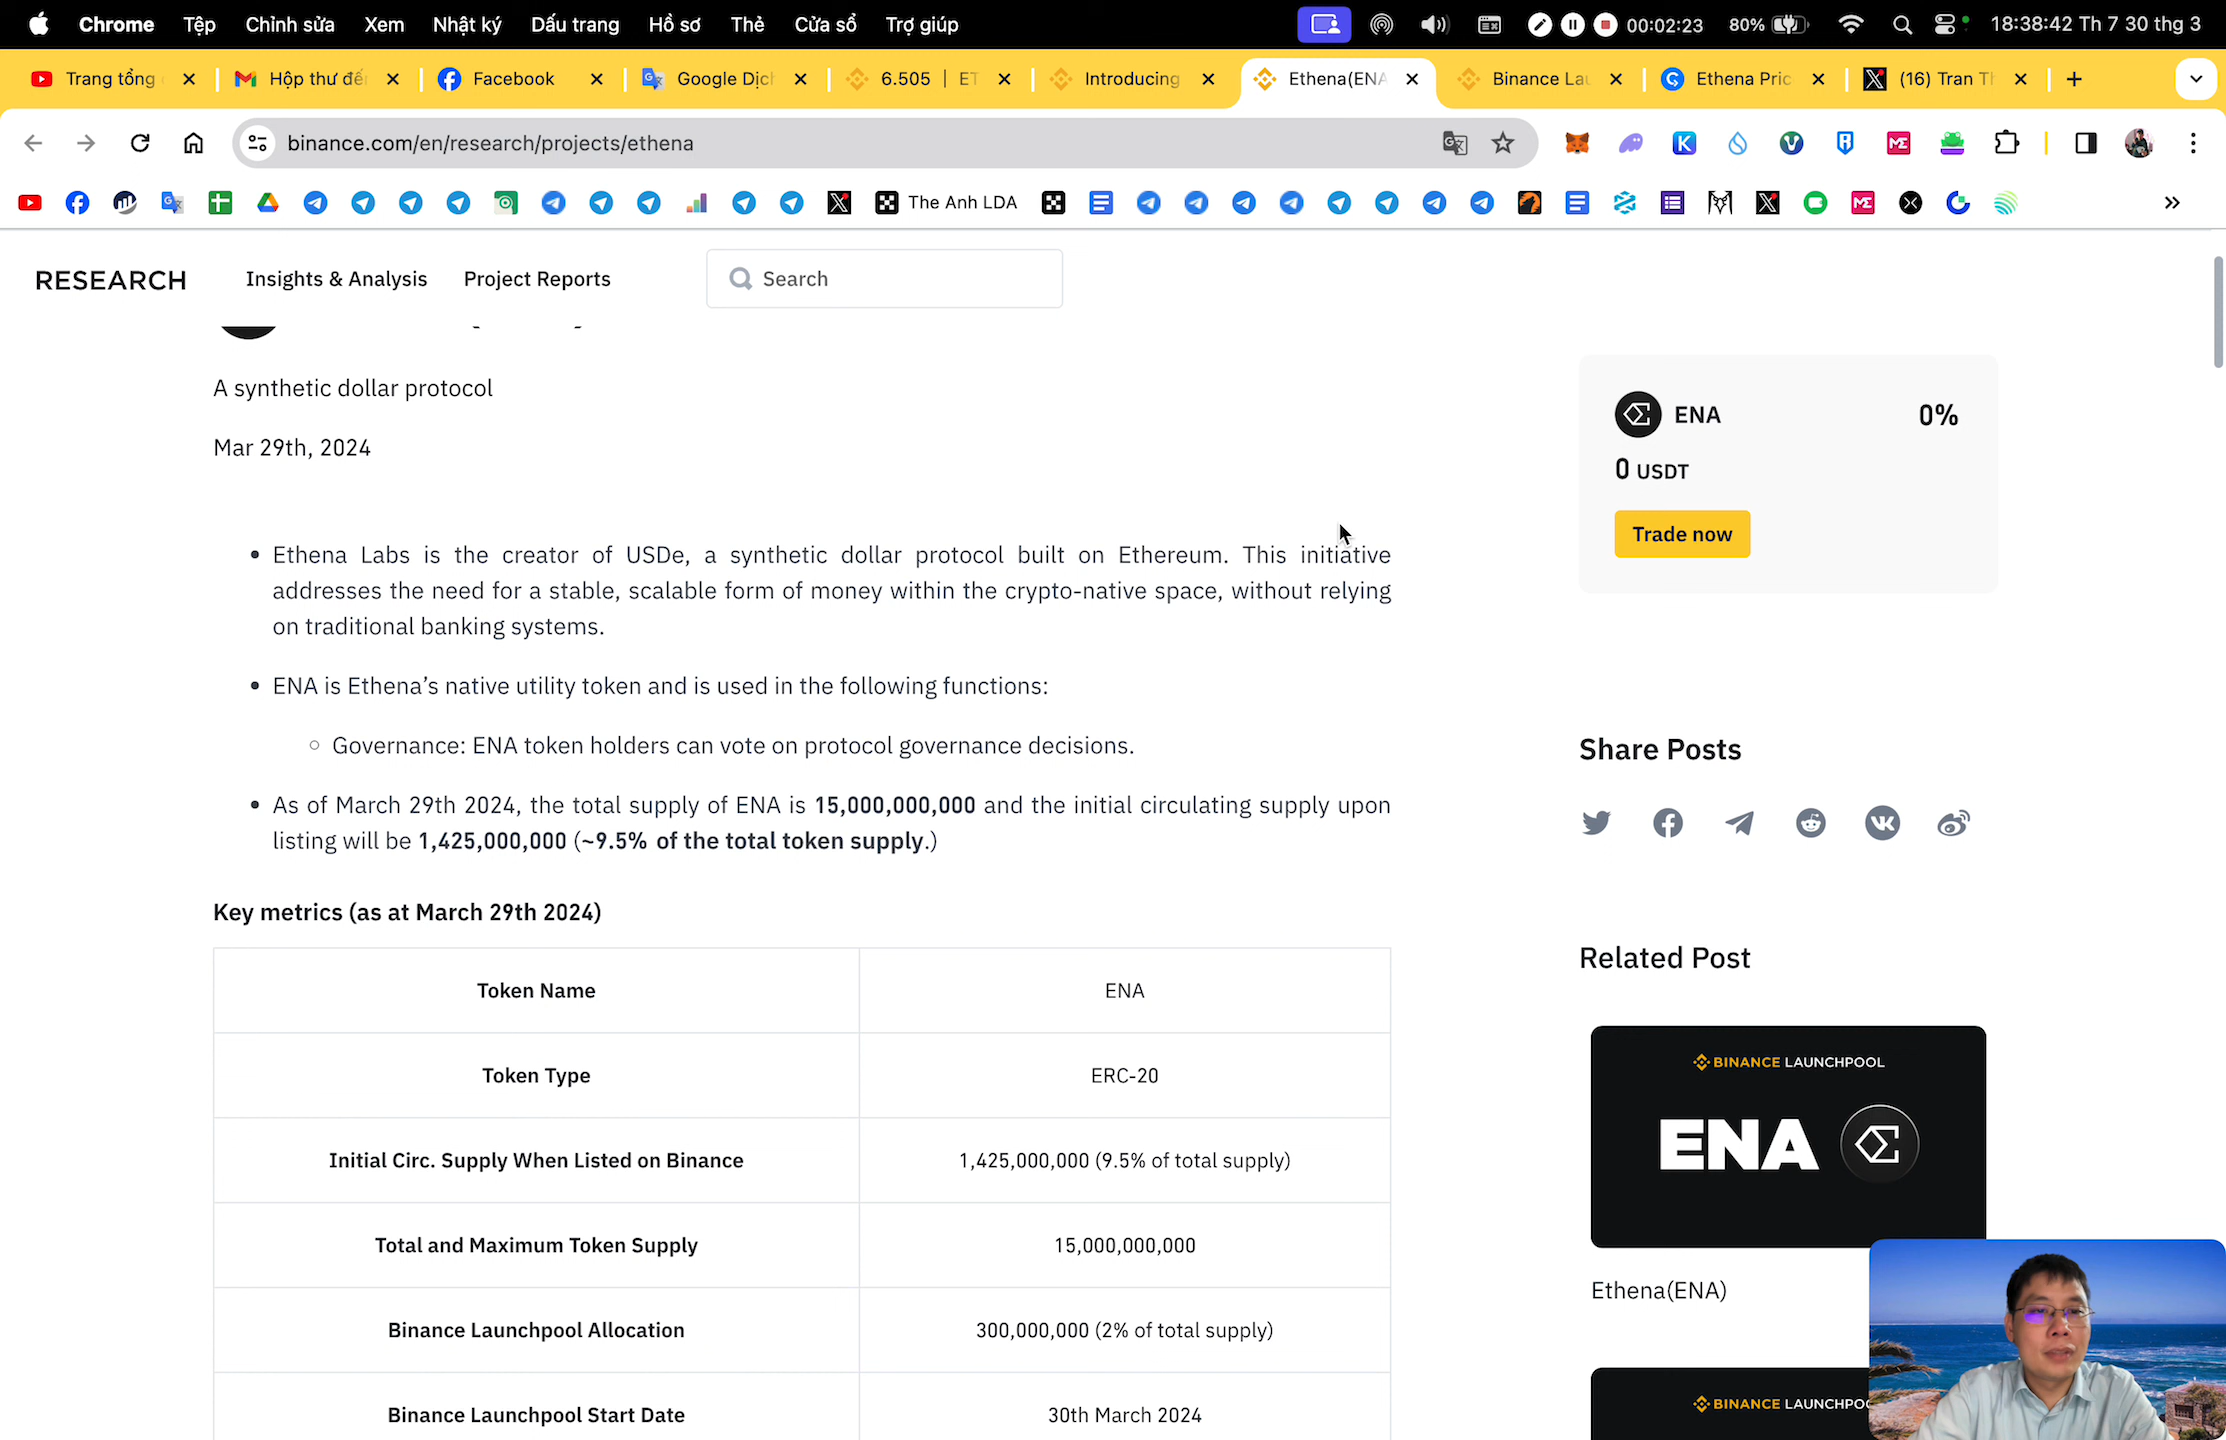 Chrome Tệp Chỉnh sửa Xem Nhật ký Dấu trang Hồ sơ Thẻ Cửa sổ Trợ giúp 00:02:23 80% 18:38:42 Th 7 30 thg 3
Trang tổng Hộp thư đế Facebook Google Dịch 6.505 | ET Introducing Ethena(ENA Binance Lau Ethena Pric (16) Tran Th
binance.com/en/research/projects/ethena
The Anh LDA
RESEARCH Insights & Analysis Project Reports Search
A synthetic dollar protocol
Mar 29th, 2024
Ethena Labs is the creator of USDe, a synthetic dollar protocol built on Ethereum. This initiative
addresses the need for a stable, scalable form of money within the crypto-native space, without relying
on traditional banking systems.
ENA is Ethena’s native utility token and is used in the following functions:
Governance: ENA token holders can vote on protocol governance decisions.
As of March 29th 2024, the total supply of ENA is 15,000,000,000 and the initial circulating supply upon
listing will be 1,425,000,000 (~9.5% of the total token supply.)
Key metrics (as at March 29th 2024)
Token Name ENA
Token Type ERC-20
Initial Circ. Supply When Listed on Binance 1,425,000,000 (9.5% of total supply)
Total and Maximum Token Supply 15,000,000,000
Binance Launchpool Allocation 300,000,000 (2% of total supply)
Binance Launchpool Start Date 30th March 2024
ENA 0%
0 USDT
Trade now
Share Posts
Related Post
BINANCE LAUNCHPOOL
ENA
Ethena(ENA)
BINANCE LAUNCHPO